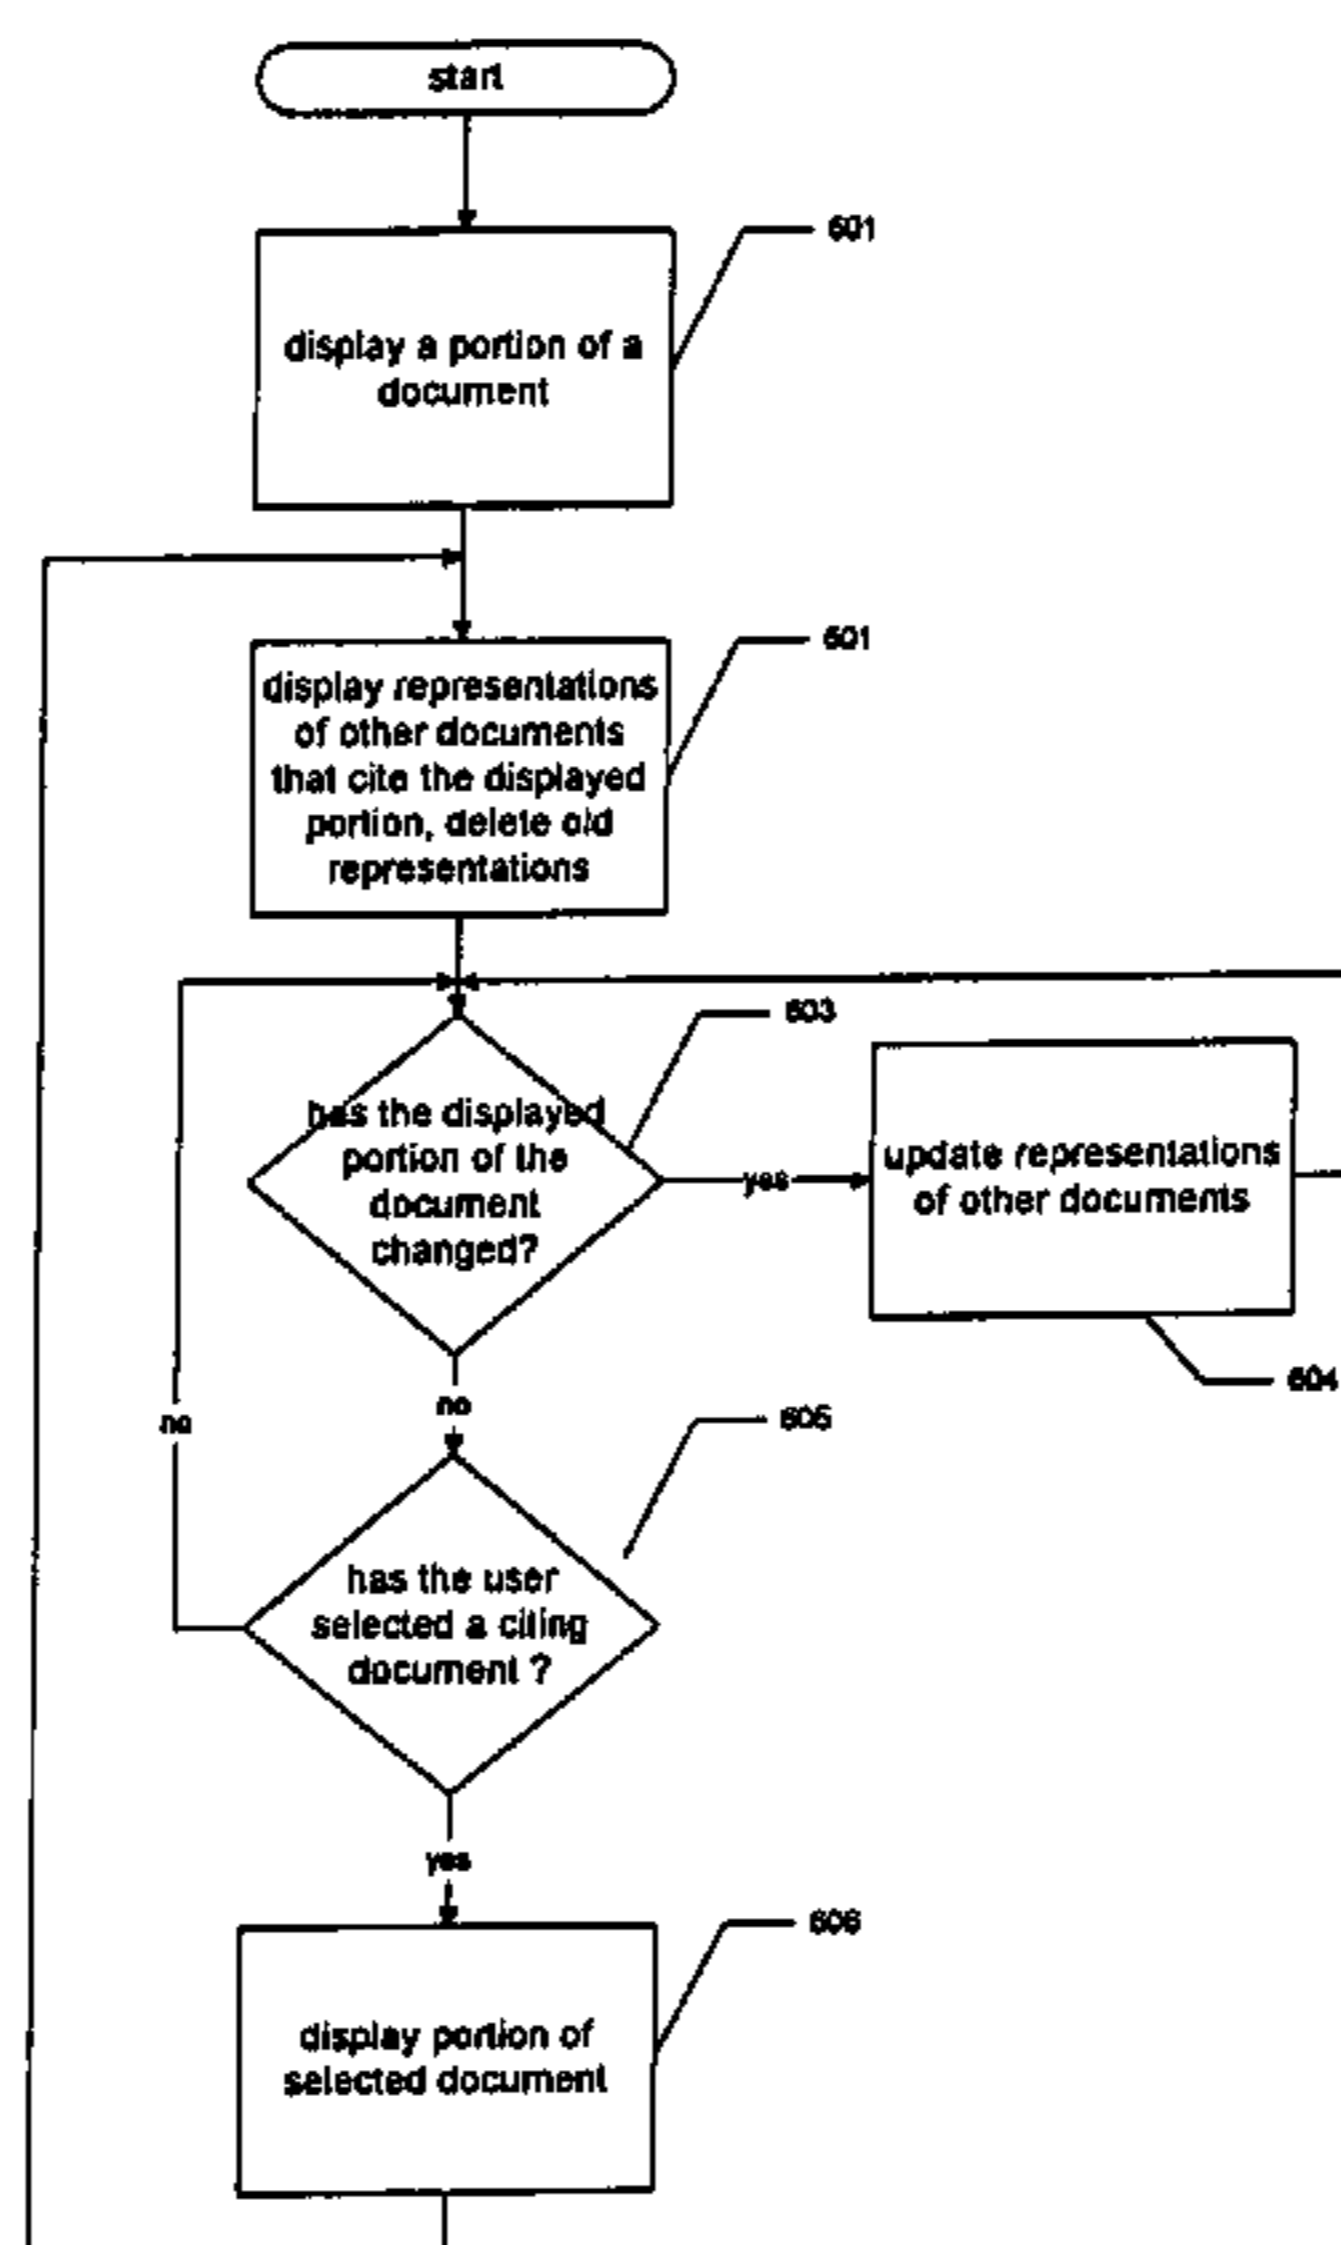 start
601
display a portion of a
document
601
display representations
of other documents
that cite the displayed
portion, delete old
representations
603
has the displayed
portion of the
document
changed?
yes
update representations
of other documents
604
no
no
605
has the user
selected a citing
document ?
yes
606
display portion of
selected document